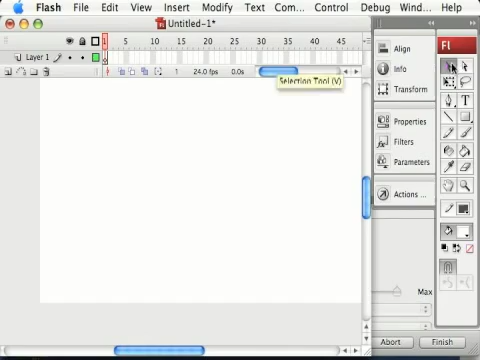 Flash File Edit View Insert Modify Text Com... Control Debug Win... Help
Untitled-1*
1 5 10 15 20 25 30 35 40 45
Layer 1
1 24.0 fps 0.0s
Selection Tool (V)
Align
Info
Transform
Properties
Filters
Parameters
Actions ...
Fl
T
Max
Abort Finish